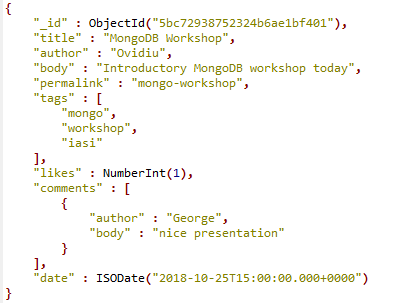 {
    "_id" : ObjectId("5bc72938752324b6ae1bf401"),
    "title" : "MongoDB Workshop",
    "author" : "Ovidiu",
    "body" : "Introductory MongoDB workshop today",
    "permalink" : "mongo-workshop",
    "tags" : [
        "mongo",
        "workshop",
        "iasi"
    ],
    "likes" : NumberInt(1),
    "comments" : [
        {
            "author" : "George",
            "body" : "nice presentation"
        }
    ],
    "date" : ISODate("2018-10-25T15:00:00.000+0000")
}